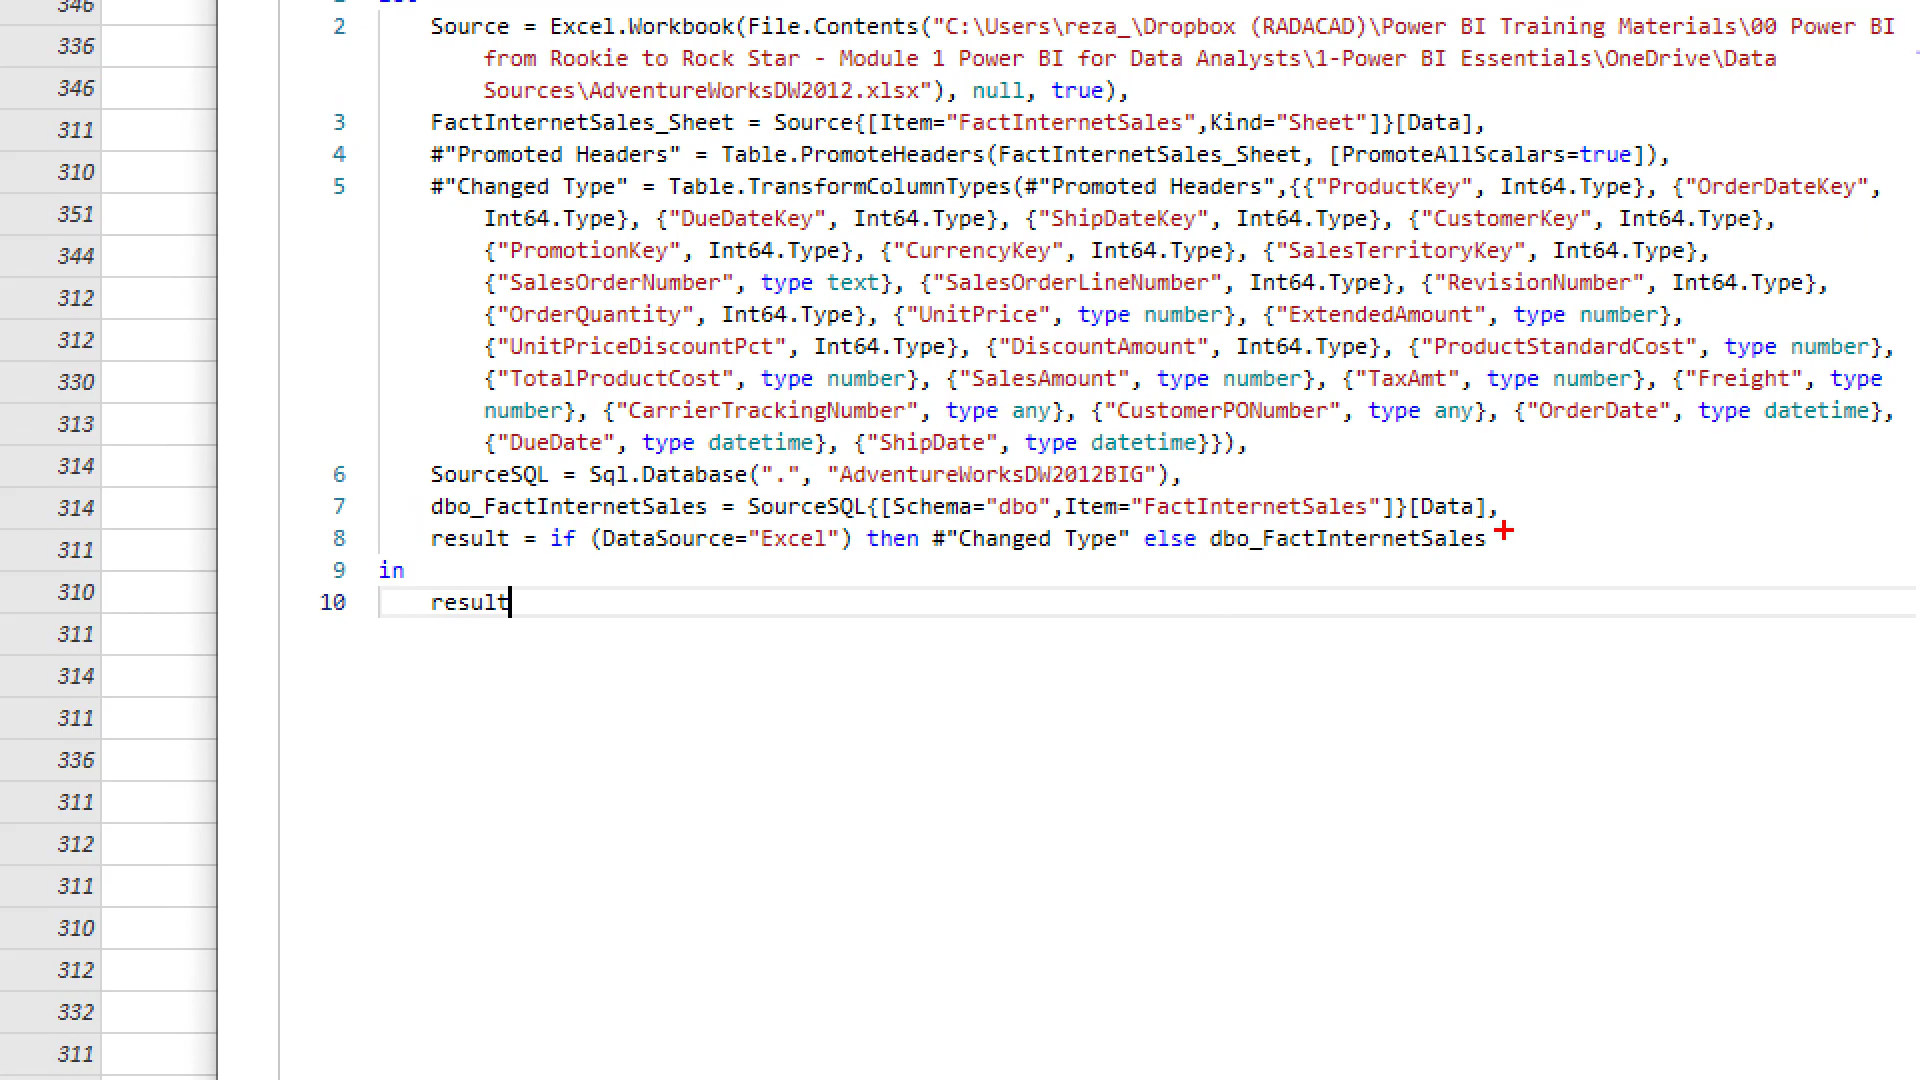 346
336
346
311
310
351
344
312
312
330
313
314
314
311
310
311
314
311
336
311
312
311
310
312
332
311
2 Source = Excel.Workbook(File.Contents("C:\Users\reza_\Dropbox (RADACAD)\Power BI Training Materials\00 Power BI
from Rookie to Rock Star - Module 1 Power BI for Data Analysts\1-Power BI Essentials\OneDrive\Data
Sources\AdventureWorksDW2012.xlsx"), null, true),
3 FactInternetSales_Sheet = Source{[Item="FactInternetSales",Kind="Sheet"]}[Data],
4 #"Promoted Headers" = Table.PromoteHeaders(FactInternetSales_Sheet, [PromoteAllScalars=true]),
5 #"Changed Type" = Table.TransformColumnTypes(#"Promoted Headers",{{"ProductKey", Int64.Type}, {"OrderDateKey",
Int64.Type}, {"DueDateKey", Int64.Type}, {"ShipDateKey", Int64.Type}, {"CustomerKey", Int64.Type},
{"PromotionKey", Int64.Type}, {"CurrencyKey", Int64.Type}, {"SalesTerritoryKey", Int64.Type},
{"SalesOrderNumber", type text}, {"SalesOrderLineNumber", Int64.Type}, {"RevisionNumber", Int64.Type},
{"OrderQuantity", Int64.Type}, {"UnitPrice", type number}, {"ExtendedAmount", type number},
{"UnitPriceDiscountPct", Int64.Type}, {"DiscountAmount", Int64.Type}, {"ProductStandardCost", type number},
{"TotalProductCost", type number}, {"SalesAmount", type number}, {"TaxAmt", type number}, {"Freight", type
number}, {"CarrierTrackingNumber", type any}, {"CustomerPONumber", type any}, {"OrderDate", type datetime},
{"DueDate", type datetime}, {"ShipDate", type datetime}}),
6 SourceSQL = Sql.Database(".", "AdventureWorksDW2012BIG"),
7 dbo_FactInternetSales = SourceSQL{[Schema="dbo",Item="FactInternetSales"]}[Data],
8 result = if (DataSource="Excel") then #"Changed Type" else dbo_FactInternetSales
9 in
10 result